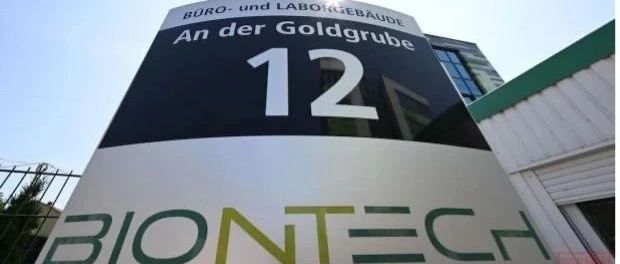 BÜRO- und LABORGEBÄUDE
An der Goldgrube
12
BIONTECH